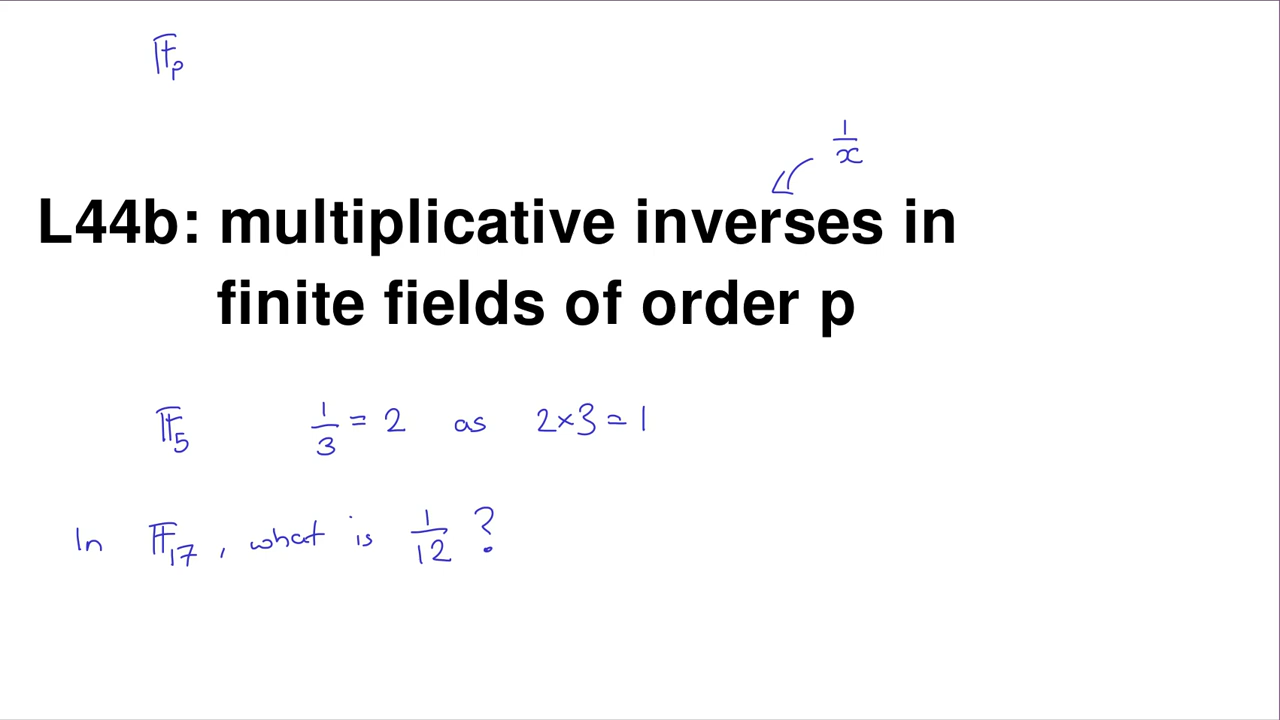 𝔽ₚ
1/x
L44b: multiplicative inverses in
finite fields of order p
𝔽₅ 1/3 = 2 as 2×3=1
In 𝔽₁₇, what is 1/12 ?